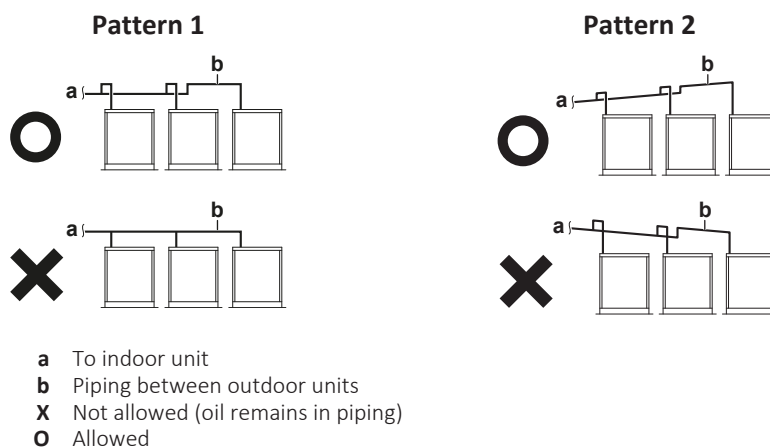 Pattern 1
Pattern 2
b
a
b
a
b
a
b
a
a To indoor unit
b Piping between outdoor units
X Not allowed (oil remains in piping)
O Allowed